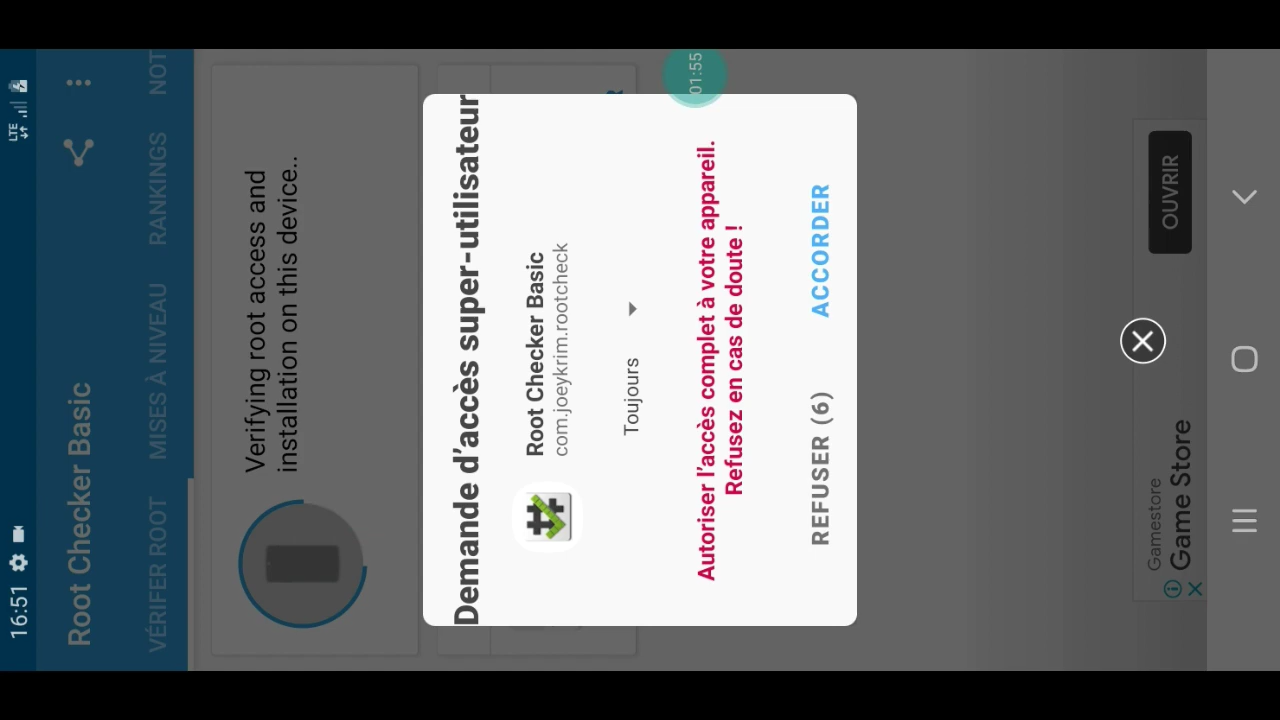 16:51
LTE
Root Checker Basic
VÉRIFER ROOT MISES À NIVEAU RANKINGS NOT
Verifying root access and
installation on this device..
01:55
Demande d'accès super-utilisateur
Root Checker Basic
com.joeykrim.rootcheck
Toujours
Autoriser l'accès complet à votre appareil.
Refusez en cas de doute !
REFUSER (6) ACCORDER
Gamestore
Game Store
OUVRIR